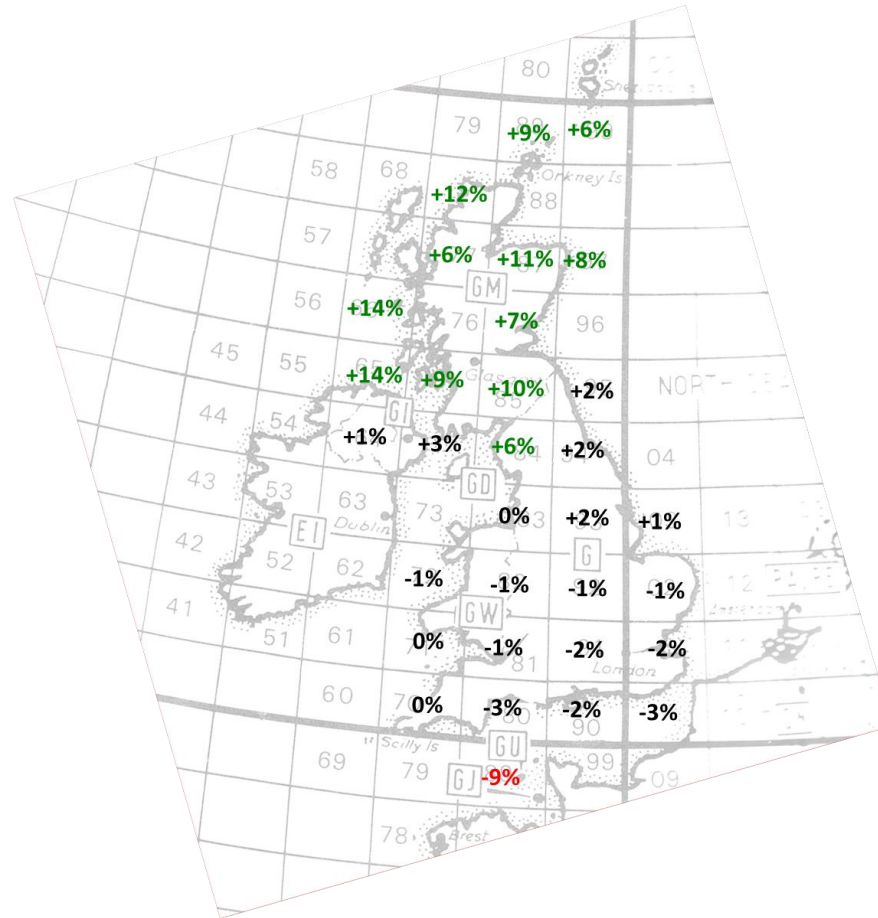 80
79 +9% +6%
58 68 Orkney Is
+12% 88
57
+6% +11% +8%
GM
56 +14% 76 +7% 96
45 55 +14% +9% +10% +2% NORTH
85
44 54 GI
+1% +3% +6% +2% 04
43 53 63 GD
73 0% +2% +1% 13
EI Dublin
42 52 62 G
-1% -1% -1% -1% 12
41 GW
51 61 0% -1% -2% -2%
81 London
60 0% -3% -2% -3%
90
Scilly Is GU
69 79 GJ -9% 99 09
78 Brest